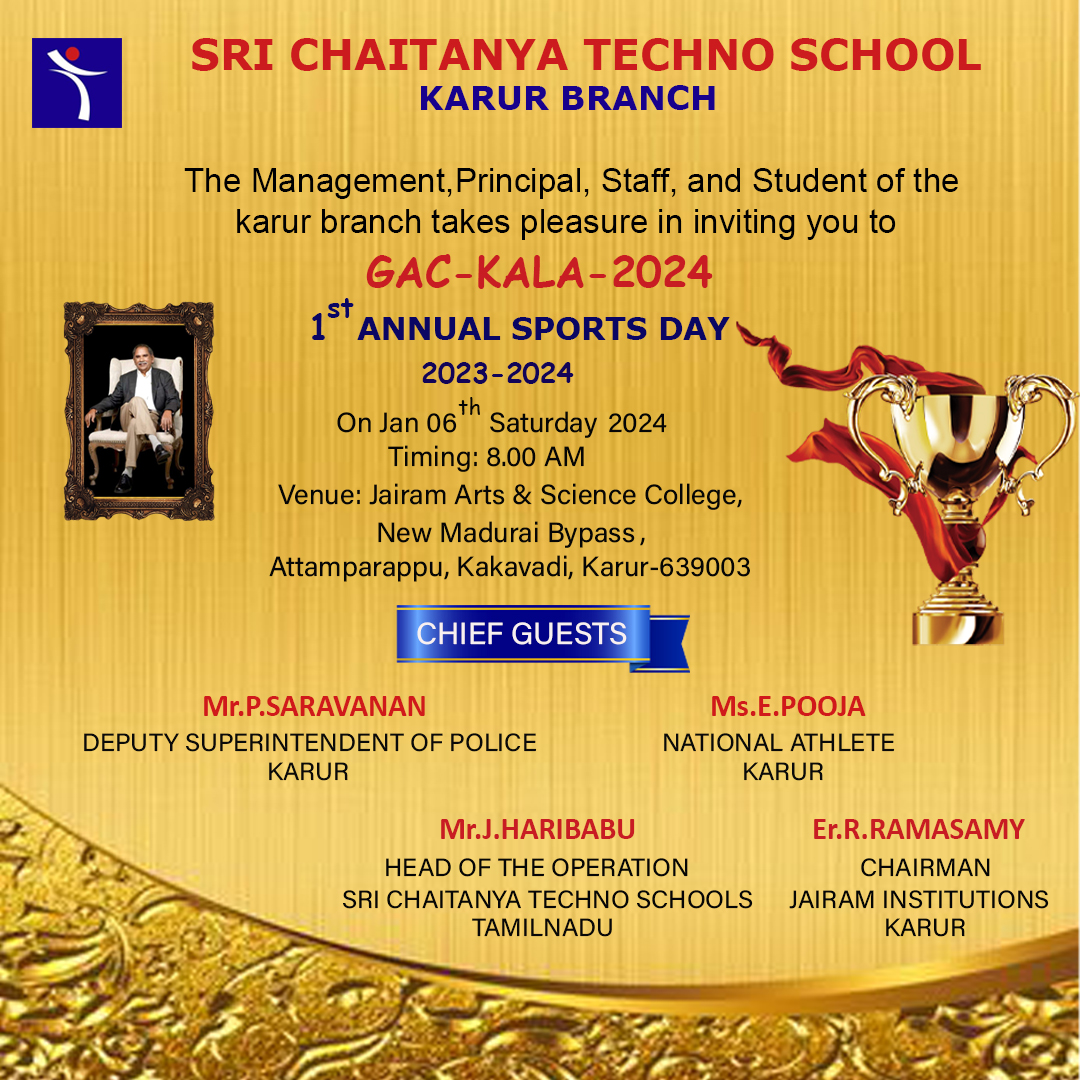 SRI CHAITANYA TECHNO SCHOOL
KARUR BRANCH
The Management,Principal, Staff, and Student of the
karur branch takes pleasure in inviting you to
GAC-KALA-2024
1st ANNUAL SPORTS DAY
2023-2024
On Jan 06th Saturday 2024
Timing: 8.00 AM
Venue: Jairam Arts & Science College,
New Madurai Bypass,
Attamparappu, Kakavadi, Karur-639003
CHIEF GUESTS
Mr.P.SARAVANAN
DEPUTY SUPERINTENDENT OF POLICE
KARUR
Ms.E.POOJA
NATIONAL ATHLETE
KARUR
Mr.J.HARIBABU
HEAD OF THE OPERATION
SRI CHAITANYA TECHNO SCHOOLS
TAMILNADU
Er.R.RAMASAMY
CHAIRMAN
JAIRAM INSTITUTIONS
KARUR